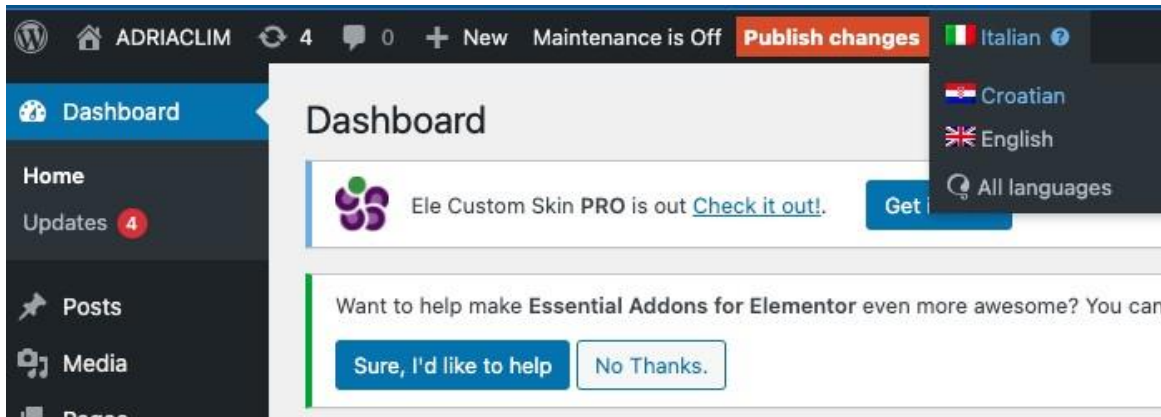 ADRIACLIM 4 0 New Maintenance is Off Publish changes Italian
Croatian
English
All languages
Dashboard
Home
Updates 4
Posts
Media
Pages
Dashboard
Ele Custom Skin PRO is out Check it out!. Get
Want to help make Essential Addons for Elementor even more awesome? You can
Sure, I'd like to help No Thanks.